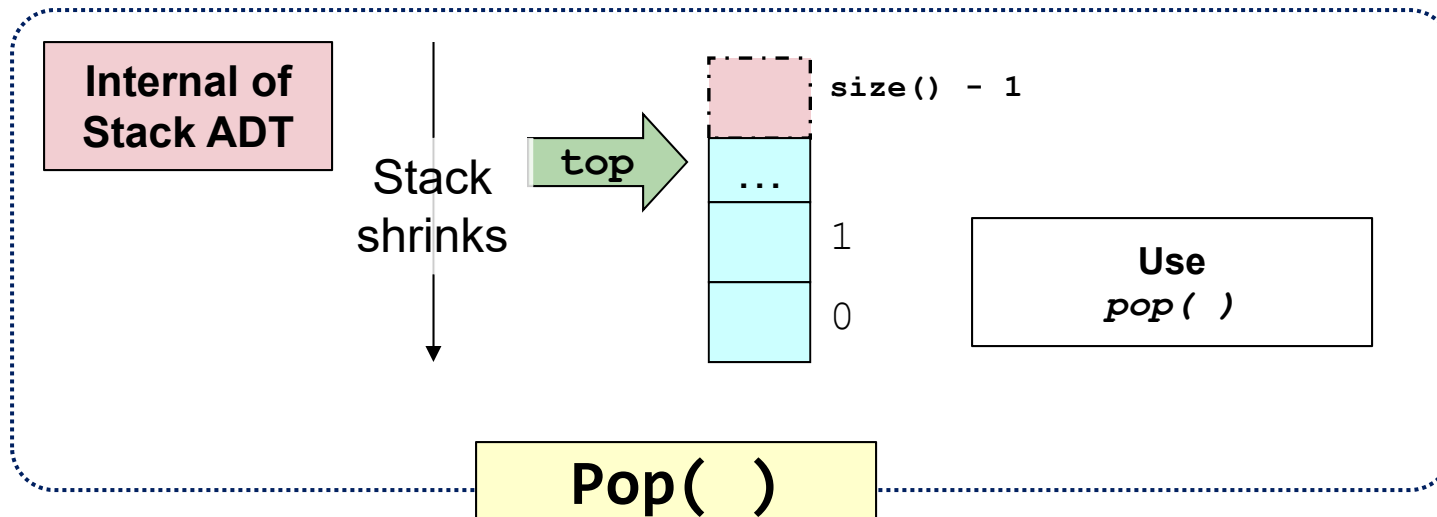 Internal of
Stack ADT
Stack
shrinks
top
size() - 1
...
1
0
Use
pop( )
Pop( )